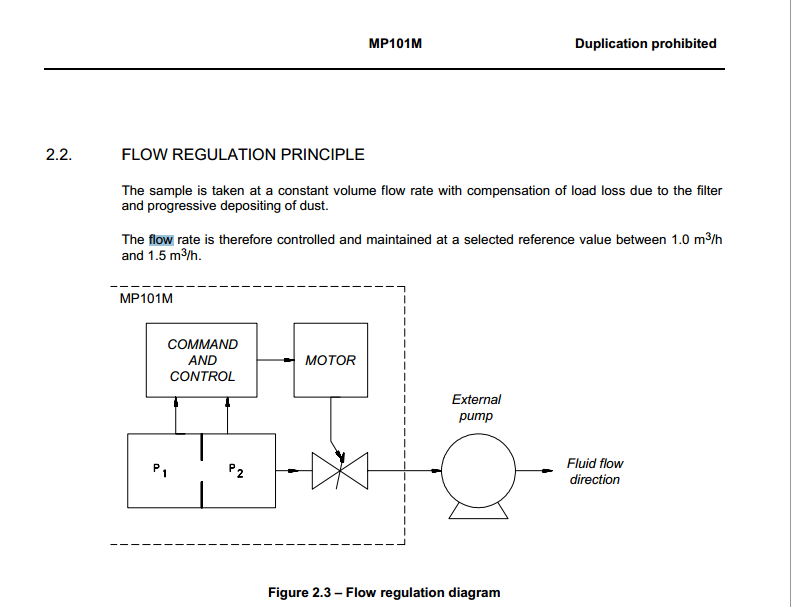 MP101M Duplication prohibited
2.2. FLOW REGULATION PRINCIPLE
The sample is taken at a constant volume flow rate with compensation of load loss due to the filter
and progressive depositing of dust.
The flow rate is therefore controlled and maintained at a selected reference value between 1.0 m³/h
and 1.5 m³/h.
MP101M
COMMAND
AND
CONTROL
MOTOR
External
pump
P1
P2
Fluid flow
direction
Figure 2.3 – Flow regulation diagram